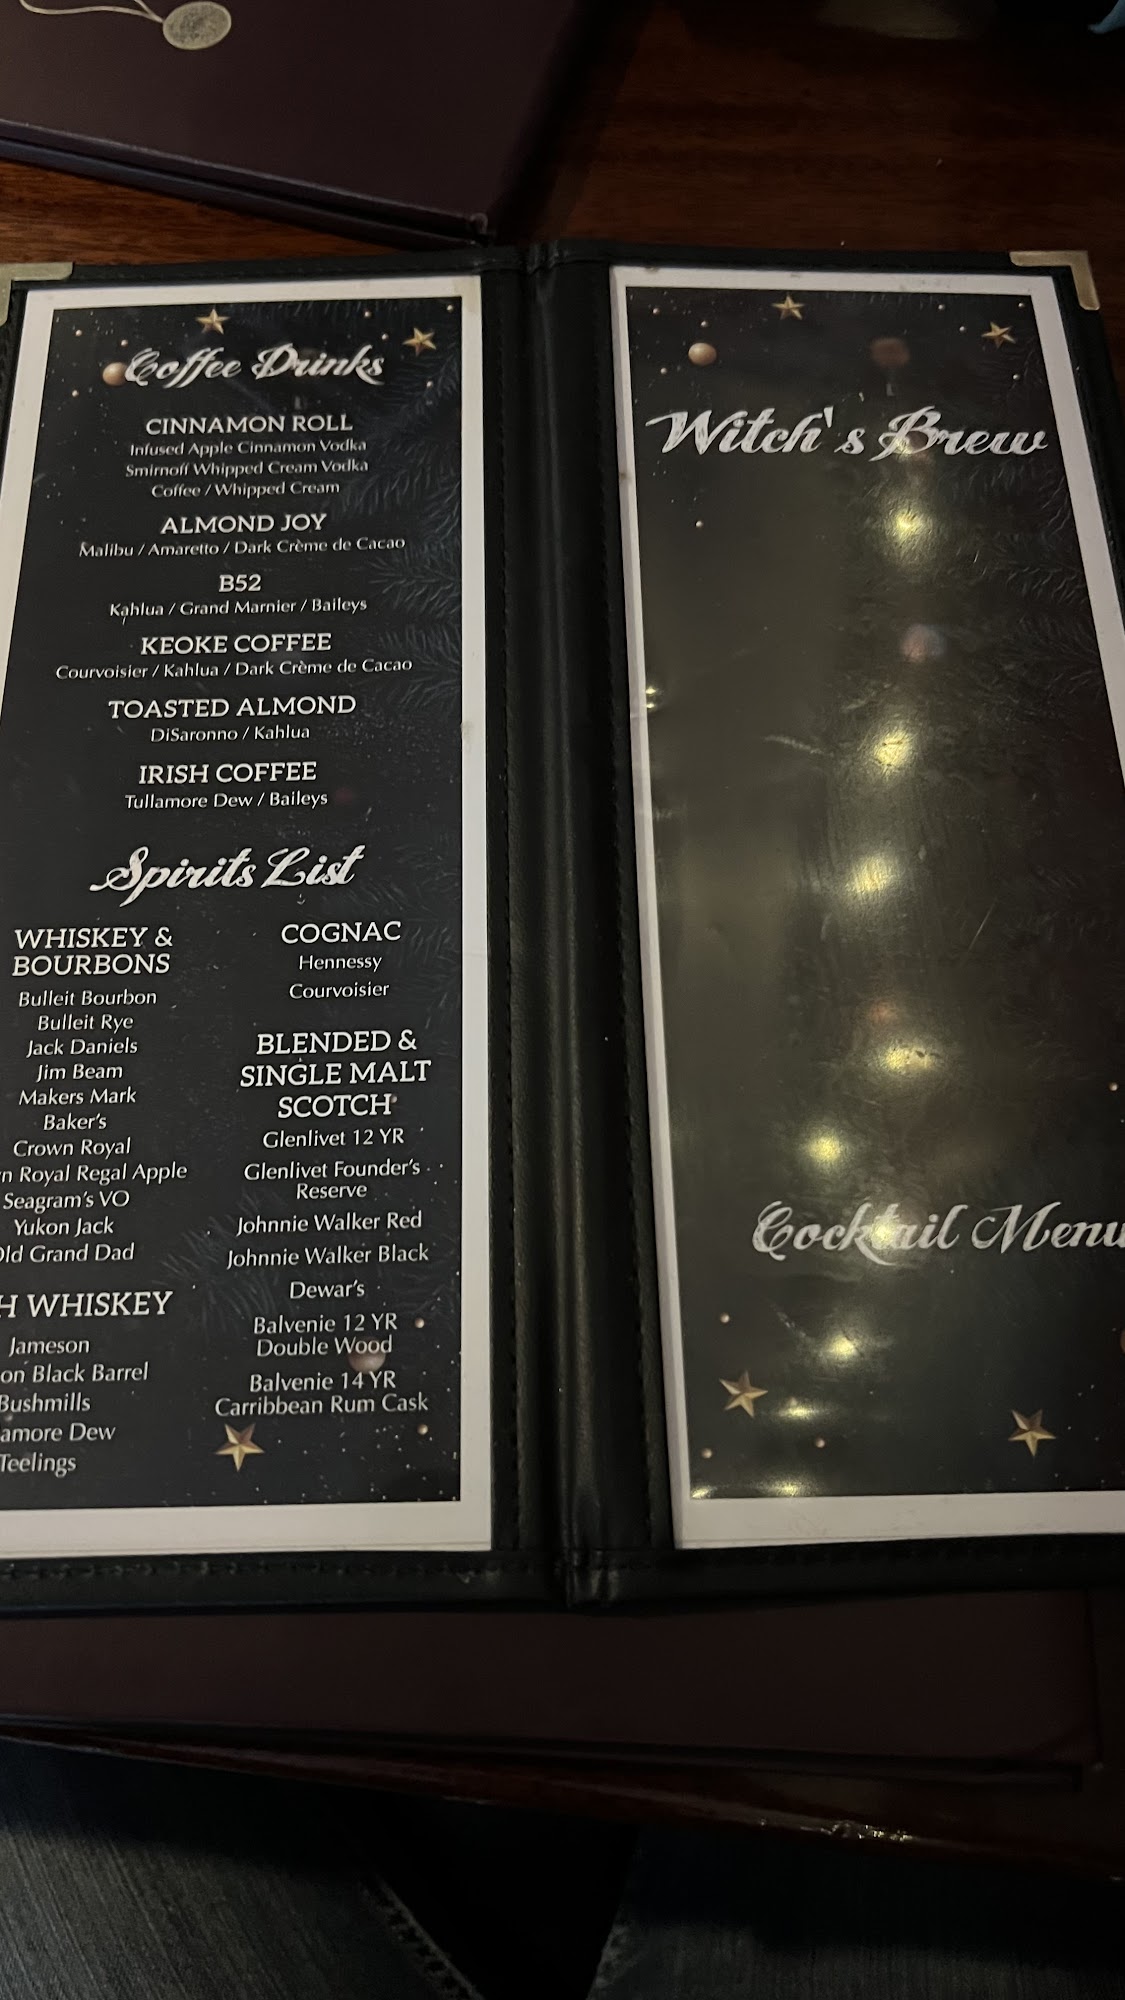 Coffee Drinks
CINNAMON ROLL
Infused Apple Cinnamon Vodka
Smirnoff Whipped Cream Vodka
Coffee / Whipped Cream
ALMOND JOY
Malibu / Amaretto / Dark Crème de Cacao
B52
Kahlua / Grand Marnier / Baileys
KEOKE COFFEE
Courvoisier / Kahlua / Dark Crème de Cacao
TOASTED ALMOND
DiSaronno / Kahlua
IRISH COFFEE
Tullamore Dew / Baileys
Spirits List
WHISKEY &
BOURBONS
Bulleit Bourbon
Bulleit Rye
Jack Daniels
Jim Beam
Makers Mark
Baker's
Crown Royal
n Royal Regal Apple
Seagram's VO
Yukon Jack
Old Grand Dad
H WHISKEY
Jameson
on Black Barrel
Bushmills
amore Dew
Teelings
COGNAC
Hennessy
Courvoisier
BLENDED &
SINGLE MALT
SCOTCH
Glenlivet 12 YR
Glenlivet Founder's
Reserve
Johnnie Walker Red
Johnnie Walker Black
Dewar's
Balvenie 12 YR
Double Wood
Balvenie 14 YR
Carribbean Rum Cask
Witch's Brew
Cocktail Menu